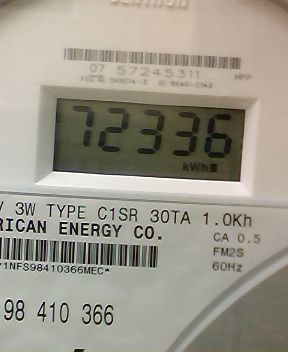 07 57245311
72336
kWh
V 3W TYPE C1SR 30TA 1.0Kh
RICAN ENERGY CO.
CA 0.5
FM2S
60Hz
*1NFS98410366MEC*
98 410 366